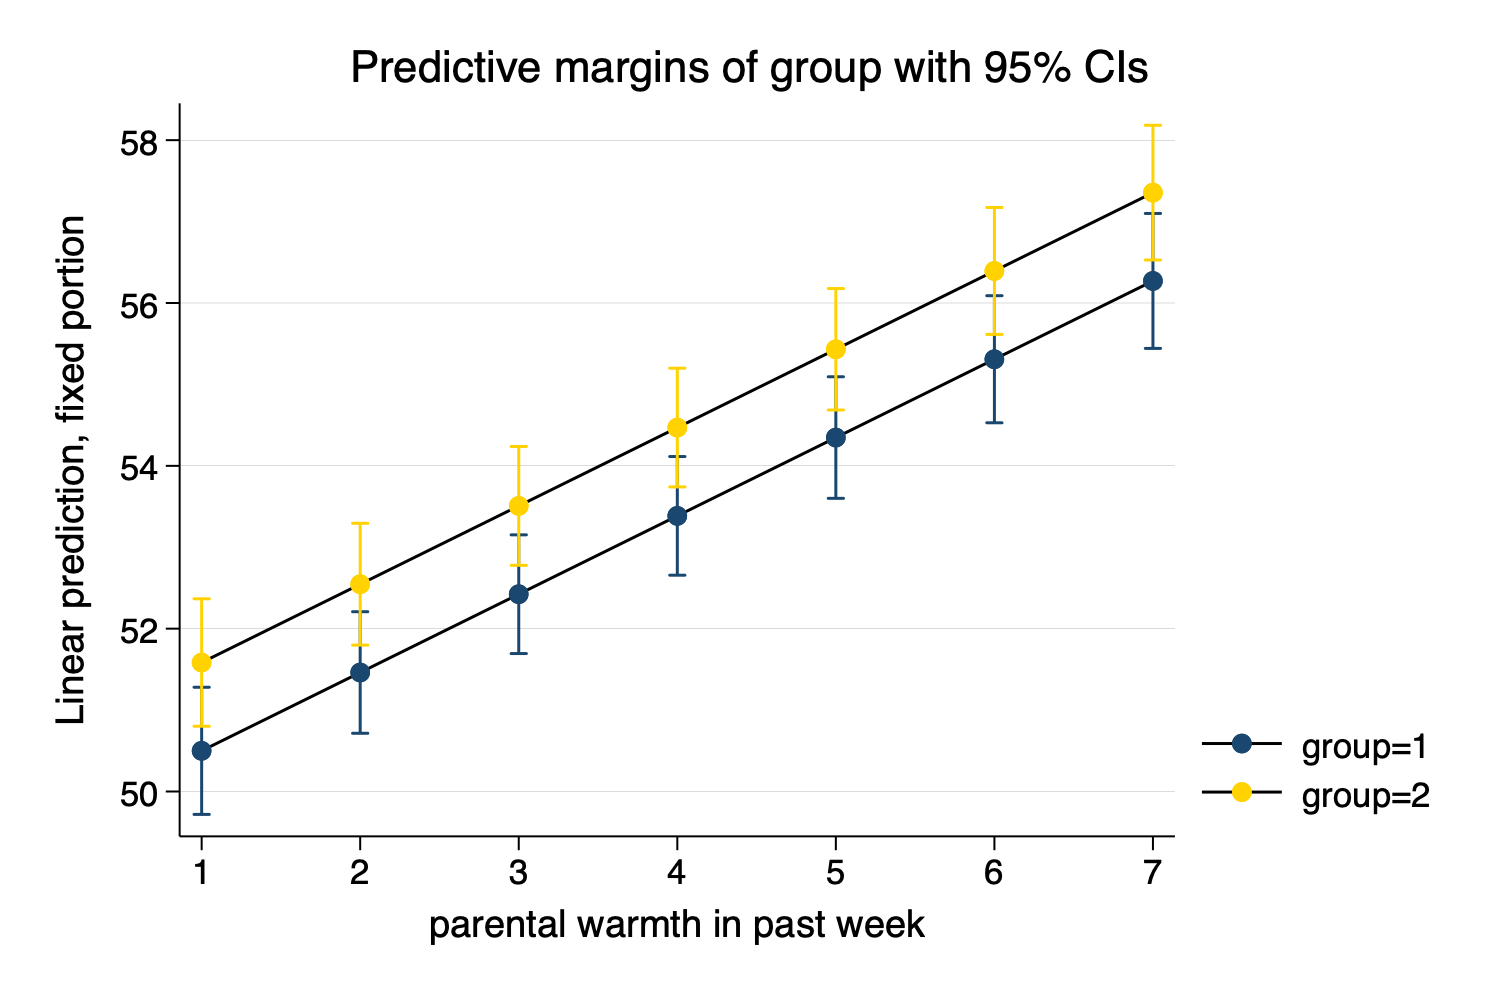 Predictive margins of group with 95% CIs
Linear prediction, fixed portion
58
56
54
52
50
1 2 3 4 5 6 7
parental warmth in past week
group=1
group=2